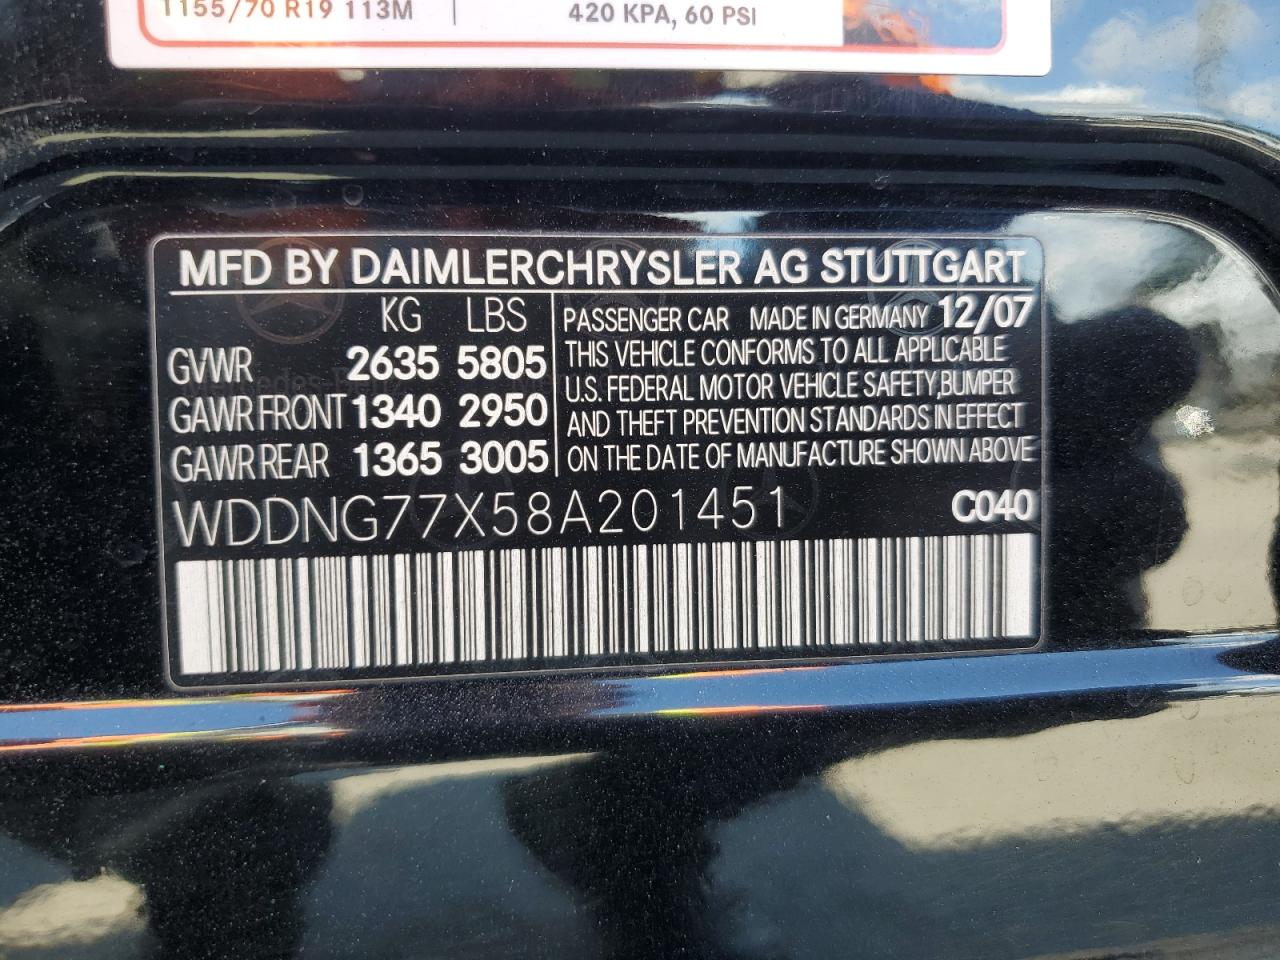 T155/70 R19 113M | 420 KPA, 60 PSI
MFD BY DAIMLERCHRYSLER AG STUTTGART
KG LBS
GVWR 2635 5805
GAWR FRONT 1340 2950
GAWR REAR 1365 3005
PASSENGER CAR MADE IN GERMANY 12/07
THIS VEHICLE CONFORMS TO ALL APPLICABLE
U.S. FEDERAL MOTOR VEHICLE SAFETY,BUMPER
AND THEFT PREVENTION STANDARDS IN EFFECT
ON THE DATE OF MANUFACTURE SHOWN ABOVE
WDDNG77X58A201451 C040